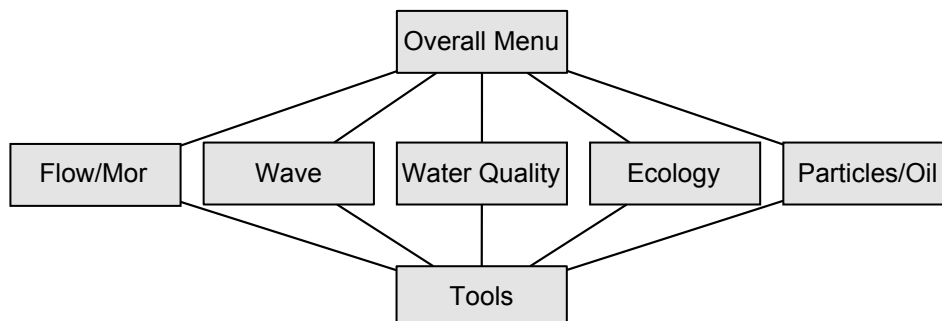 Overall Menu
Flow/Mor
Wave
Water Quality
Ecology
Particles/Oil
Tools